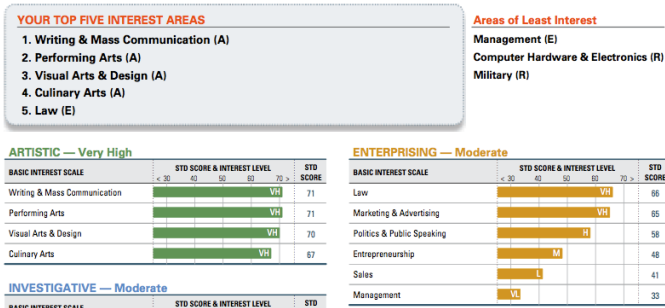 YOUR TOP FIVE INTEREST AREAS
1. Writing & Mass Communication (A)
2. Performing Arts (A)
3. Visual Arts & Design (A)
4. Culinary Arts (A)
5. Law (E)
Areas of Least Interest
Management (E)
Computer Hardware & Electronics (R)
Military (R)
ARTISTIC — Very High
BASIC INTEREST SCALE STD SCORE & INTEREST LEVEL STD SCORE
< 30 40 50 60 70 >
Writing & Mass Communication VH 71
Performing Arts VH 71
Visual Arts & Design VH 70
Culinary Arts VH 67
INVESTIGATIVE — Moderate
BASIC INTEREST SCALE STD SCORE & INTEREST LEVEL STD
ENTERPRISING — Moderate
BASIC INTEREST SCALE STD SCORE & INTEREST LEVEL STD SCORE
< 30 40 50 60 70 >
Law VH 66
Marketing & Advertising VH 65
Politics & Public Speaking H 58
Entrepreneurship M 48
Sales L 41
Management VL 33